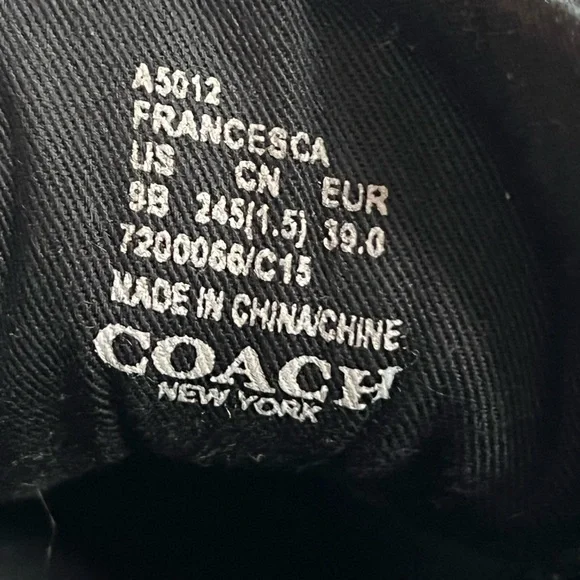 A5012
FRANCESCA
US CN EUR
9B 245(1.5) 39.0
7200066/C15
MADE IN CHINA/CHINE
COACH
NEW YORK